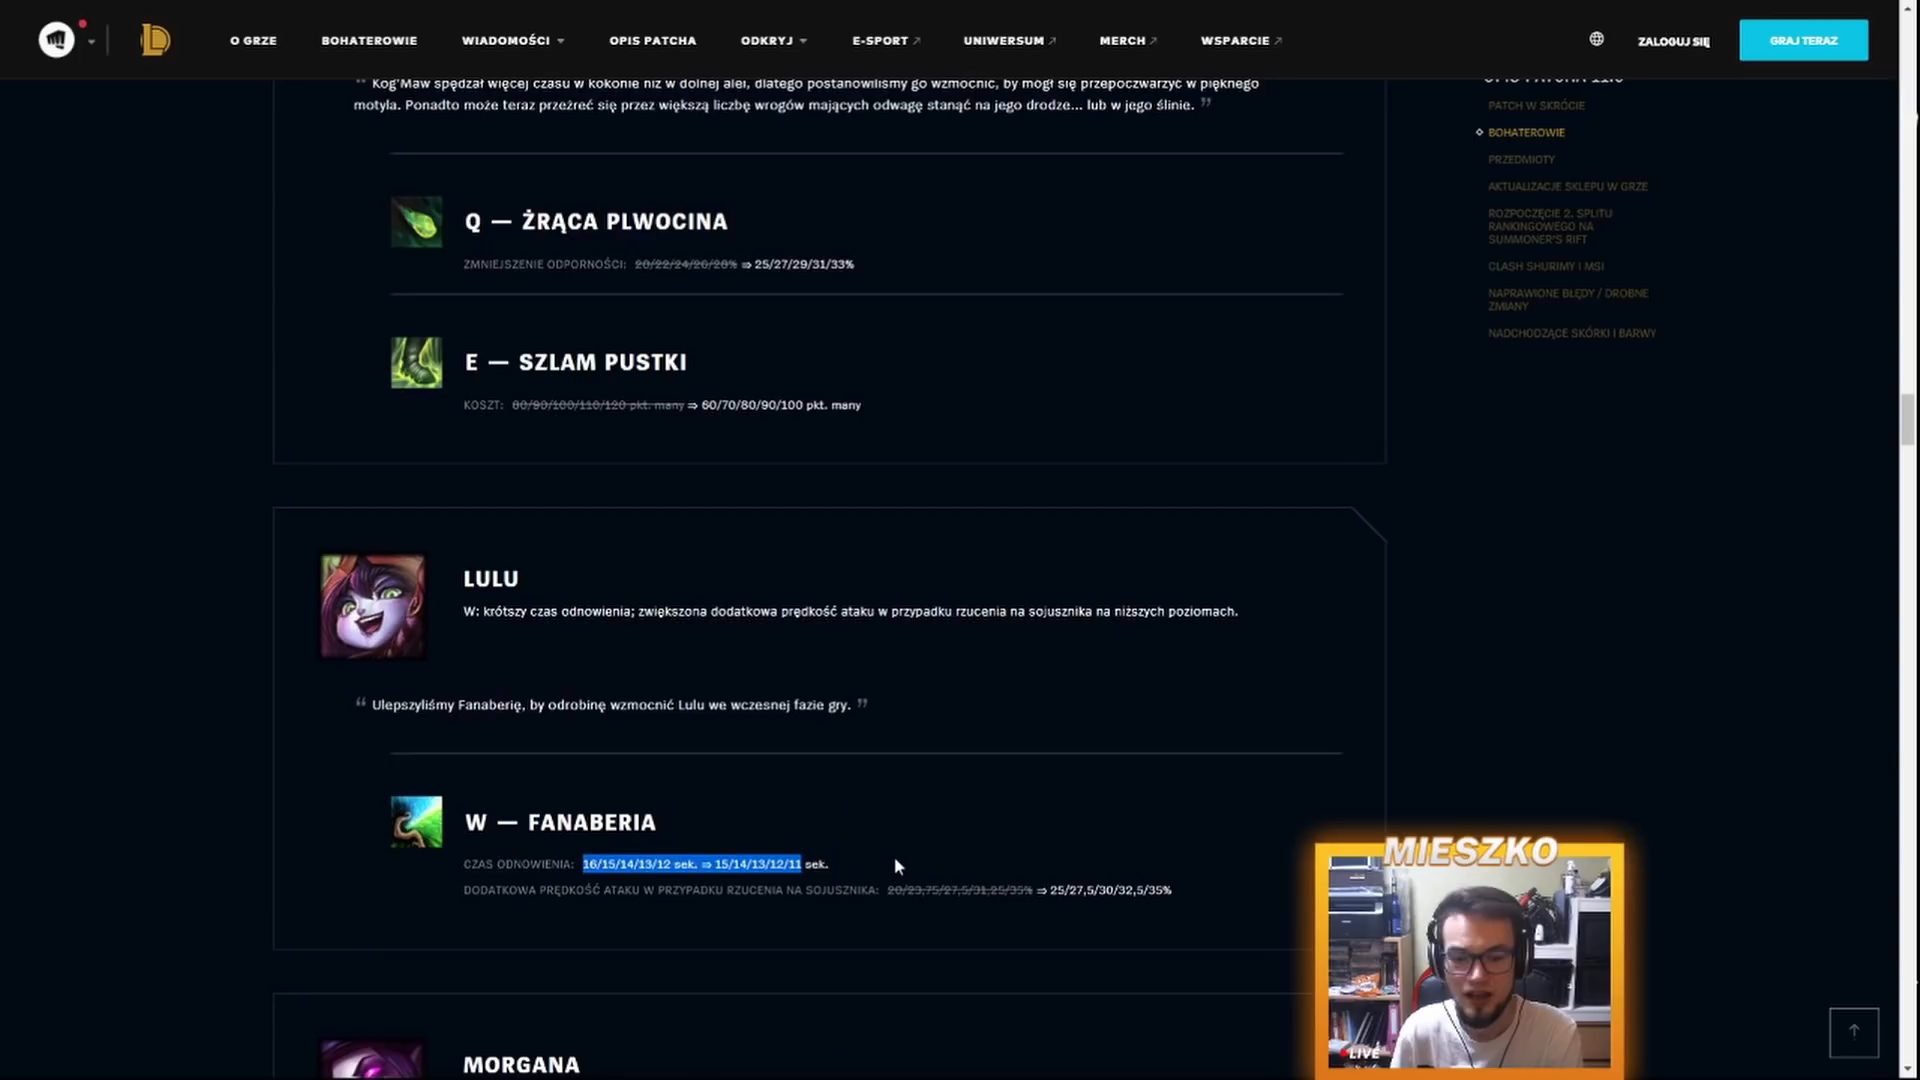 O GRZE BOHATEROWIE WIADOMOŚCI OPIS PATCHA ODKRYJ E-SPORT UNIWERSUM MERCH WSPARCIE ZALOGUJ SIĘ GRAJ TERAZ
“ Kog'Maw spędzał więcej czasu w kokonie niż w dolnej alei, dlatego postanowiliśmy go wzmocnić, by mógł się przepoczwarzyć w pięknego
motyla. Ponadto może teraz przeżreć się przez większą liczbę wrogów mających odwagę stanąć na jego drodze... lub w jego ślinie. ”
Q — ŻRĄCA PLWOCINA
ZMNIEJSZENIE ODPORNOŚCI: 20/22/24/26/28% ⇒ 25/27/29/31/33%
E — SZLAM PUSTKI
KOSZT: 80/90/100/110/120 pkt. many ⇒ 60/70/80/90/100 pkt. many
LULU
W: krótszy czas odnowienia; zwiększona dodatkowa prędkość ataku w przypadku rzucenia na sojusznika na niższych poziomach.
“ Ulepszyliśmy Fanaberię, by odrobinę wzmocnić Lulu we wczesnej fazie gry. ”
W — FANABERIA
CZAS ODNOWIENIA: 16/15/14/13/12 sek. ⇒ 15/14/13/12/11 sek.
DODATKOWA PRĘDKOŚĆ ATAKU W PRZYPADKU RZUCENIA NA SOJUSZNIKA: 20/23,75/27,5/31,25/35% ⇒ 25/27,5/30/32,5/35%
MORGANA
OPIS PATCHA
PATCH W SKRÓCIE
BOHATEROWIE
PRZEDMIOTY
AKTUALIZACJE SKLEPU W GRZE
ROZPOCZĘCIE 2. SPLITU
RANKINGOWEGO NA
SUMMONER'S RIFT
CLASH SHURIMY I MSI
NAPRAWIONE BŁĘDY / DROBNE
ZMIANY
NADCHODZĄCE SKÓRKI I BARWY
MIESZKO
LIVE